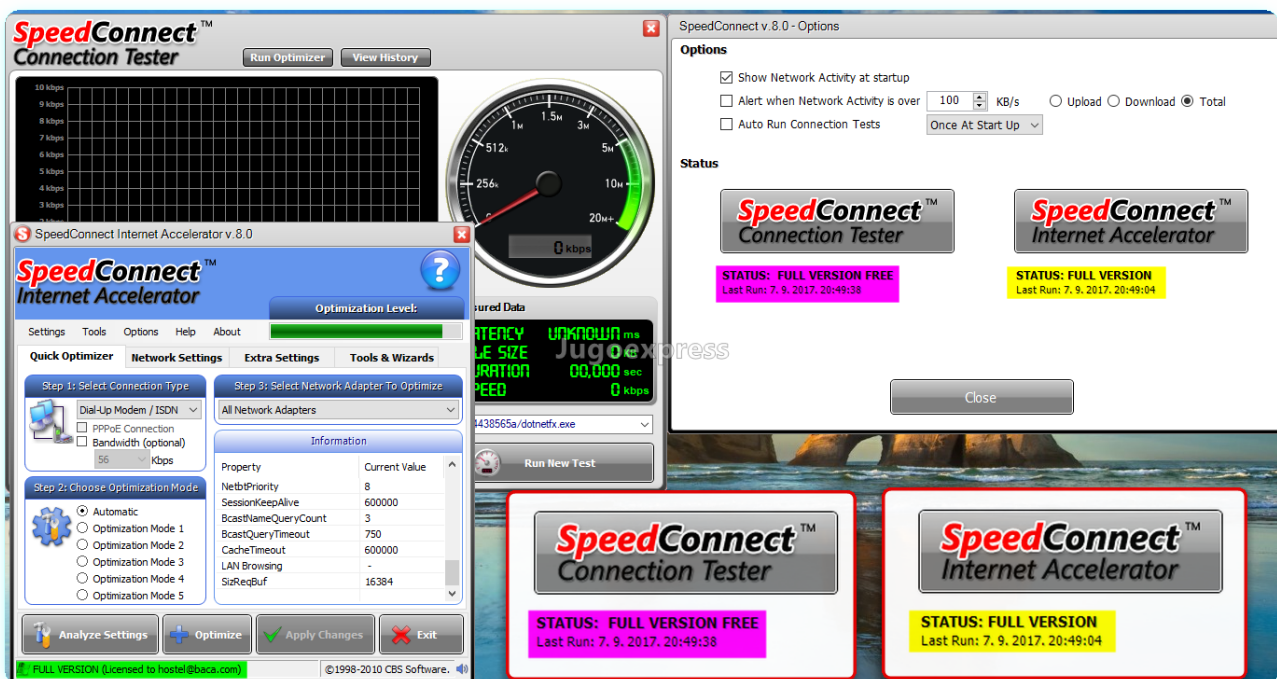 SpeedConnect™
Connection Tester
Run Optimizer
View History
10 kbps
9 kbps
8 kbps
7 kbps
6 kbps
5 kbps
4 kbps
3 kbps
256k
512k
1M
1.5M
3M
5M
10M
20M+
0 kbps
SpeedConnect Internet Accelerator v.8.0
SpeedConnect™
Internet Accelerator
?
Optimization Level:
Settings Tools Options Help About
Quick Optimizer Network Settings Extra Settings Tools & Wizards
Step 1: Select Connection Type
Dial-Up Modem / ISDN
PPPoE Connection
Bandwidth (optional)
56 Kbps
Step 2: Choose Optimization Mode
Automatic
Optimization Mode 1
Optimization Mode 2
Optimization Mode 3
Optimization Mode 4
Optimization Mode 5
Step 3: Select Network Adapter To Optimize
All Network Adapters
Information
Property Current Value
NetbtPriority 8
SessionKeepAlive 600000
BcastNameQueryCount 3
BcastQueryTimeout 750
CacheTimeout 600000
LAN Browsing -
SizReqBuf 16384
Analyze Settings
Optimize
Apply Changes
Exit
FULL VERSION (Licensed to hostel@baca.com)
©1998-2010 CBS Software.
sured Data
ATENCY UNKNOWN ms
LE SIZE 0
URATION 00,000 sec
PEED 0 kbps
4438565a/dotnetfx.exe
Run New Test
Jugoexpress
SpeedConnect v.8.0 - Options
Options
Show Network Activity at startup
Alert when Network Activity is over 100 KB/s Upload Download Total
Auto Run Connection Tests Once At Start Up
Status
SpeedConnect™
Connection Tester
STATUS: FULL VERSION FREE
Last Run: 7. 9. 2017. 20:49:38
SpeedConnect™
Internet Accelerator
STATUS: FULL VERSION
Last Run: 7. 9. 2017. 20:49:04
Close
SpeedConnect™
Connection Tester
STATUS: FULL VERSION FREE
Last Run: 7. 9. 2017. 20:49:38
SpeedConnect™
Internet Accelerator
STATUS: FULL VERSION
Last Run: 7. 9. 2017. 20:49:04